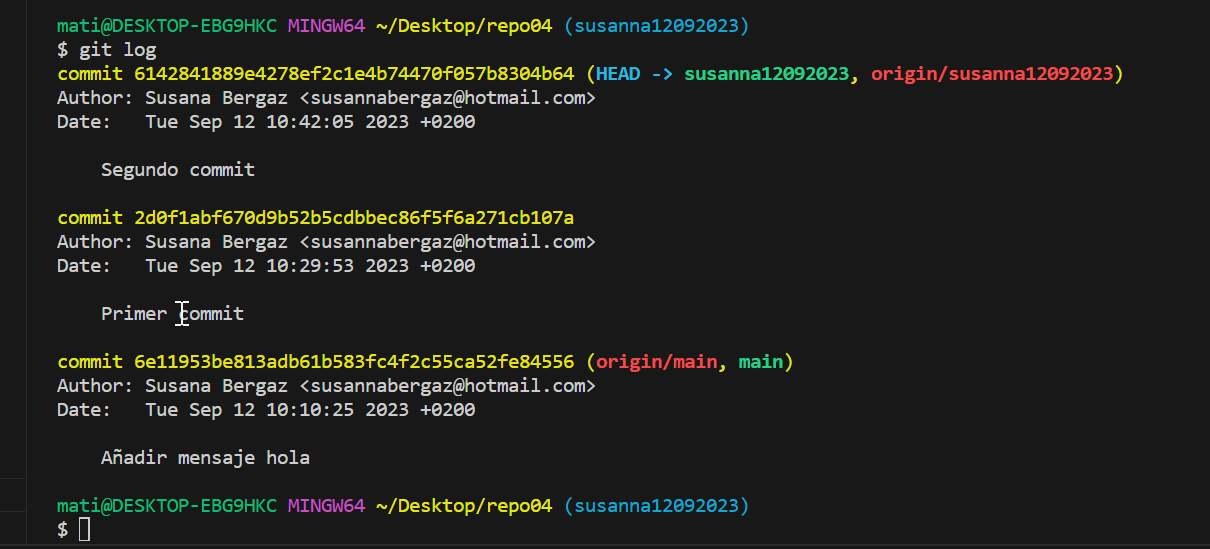 mati@DESKTOP-EBG9HKC MINGW64 ~/Desktop/repo04 (susanna12092023)
$ git log
commit 6142841889e4278ef2c1e4b74470f057b8304b64 (HEAD -> susanna12092023, origin/susanna12092023)
Author: Susana Bergaz <susannabergaz@hotmail.com>
Date:   Tue Sep 12 10:42:05 2023 +0200
    Segundo commit
commit 2d0f1abf670d9b52b5cdbbec86f5f6a271cb107a
Author: Susana Bergaz <susannabergaz@hotmail.com>
Date:   Tue Sep 12 10:29:53 2023 +0200
    Primer commit
commit 6e11953be813adb61b583fc4f2c55ca52fe84556 (origin/main, main)
Author: Susana Bergaz <susannabergaz@hotmail.com>
Date:   Tue Sep 12 10:10:25 2023 +0200
    Añadir mensaje hola
mati@DESKTOP-EBG9HKC MINGW64 ~/Desktop/repo04 (susanna12092023)
$